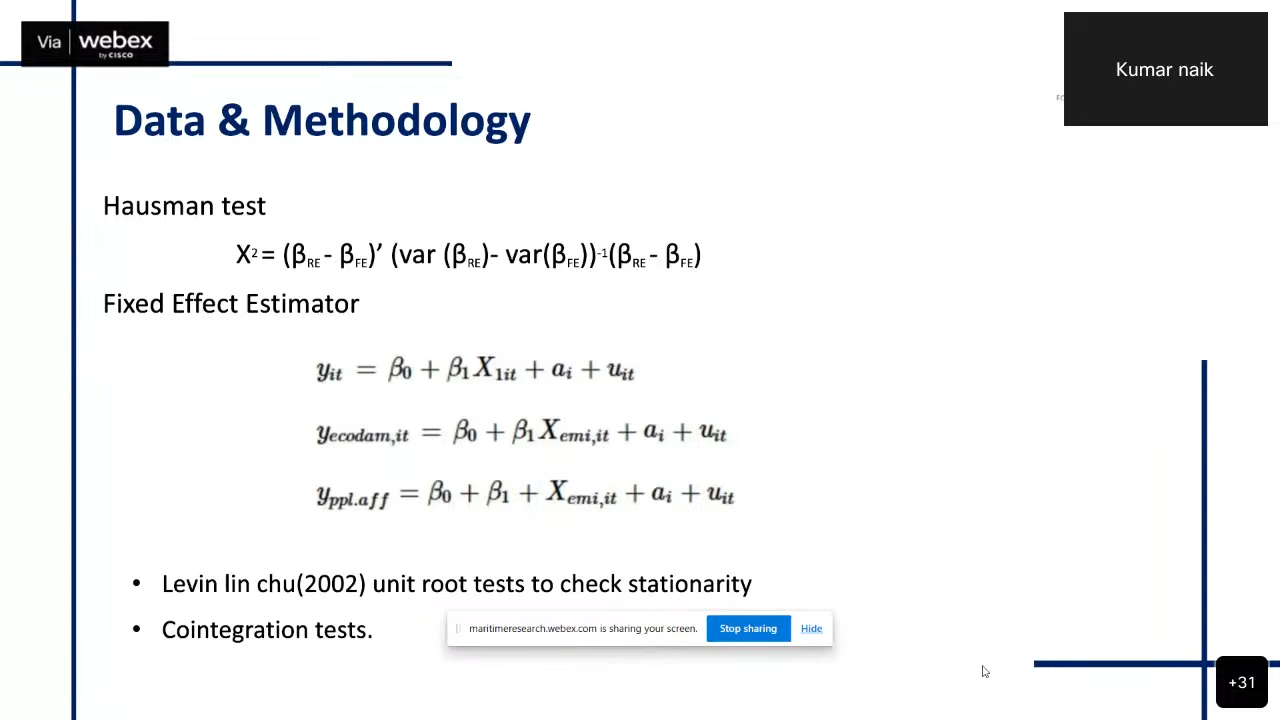 Via webex
by CISCO
Kumar naik
Data & Methodology
Hausman test
X² = (β_RE - β_FE)’ (var (β_RE)- var(β_FE))⁻¹(β_RE - β_FE)
Fixed Effect Estimator
y_it = β₀ + β₁X_1it + a_i + u_it
y_ecodam,it = β₀ + β₁X_emi,it + a_i + u_it
y_ppl.aff = β₀ + β₁ + X_emi,it + a_i + u_it
• Levin lin chu(2002) unit root tests to check stationarity
• Cointegration tests.
maritimeresearch.webex.com is sharing your screen. Stop sharing Hide
+31